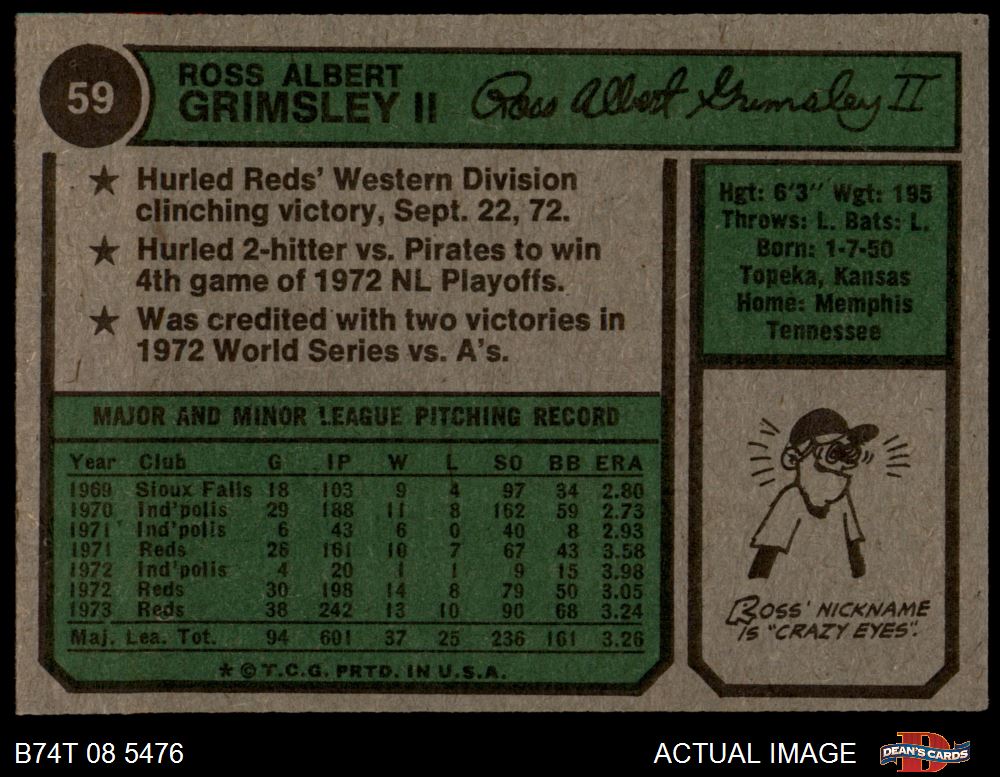 59
ROSS ALBERT
GRIMSLEY II
Ross Albert Grimsley II
★ Hurled Reds' Western Division
clinching victory, Sept. 22, 72.
★ Hurled 2-hitter vs. Pirates to win
4th game of 1972 NL Playoffs.
★ Was credited with two victories in
1972 World Series vs. A's.
Hgt: 6'3" Wgt: 195
Throws: L. Bats: L.
Born: 1-7-50
Topeka, Kansas
Home: Memphis
Tennessee
MAJOR AND MINOR LEAGUE PITCHING RECORD
Year Club G IP W L SO BB ERA
1969 Sioux Falls 18 103 9 4 97 34 2.80
1970 Ind'polis 29 188 11 8 162 59 2.73
1971 Ind'polis 6 43 6 0 40 8 2.93
1971 Reds 26 161 10 7 67 43 3.58
1972 Ind'polis 4 20 1 1 9 15 3.98
1972 Reds 30 198 14 8 79 50 3.05
1973 Reds 38 242 13 10 90 68 3.24
Maj. Lea. Tot. 94 601 37 25 236 161 3.26
* © T.C.G. PRTD. IN U.S.A.
ROSS' NICKNAME
IS "CRAZY EYES".
B74T 08 5476
ACTUAL IMAGE
DEAN'S CARDS